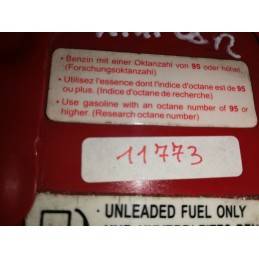 • Benzin mit einer Oktanzahl von 95 oder höher.
(Forschungsoktanzahl)
• Utilisez l'essence dont l'indice d'octane est de 95
ou plus. (Indice d'octane de recherche)
• Use gasoline with an octane number of 95 or
higher. (Research octane number)
11773
· UNLEADED FUEL ONLY